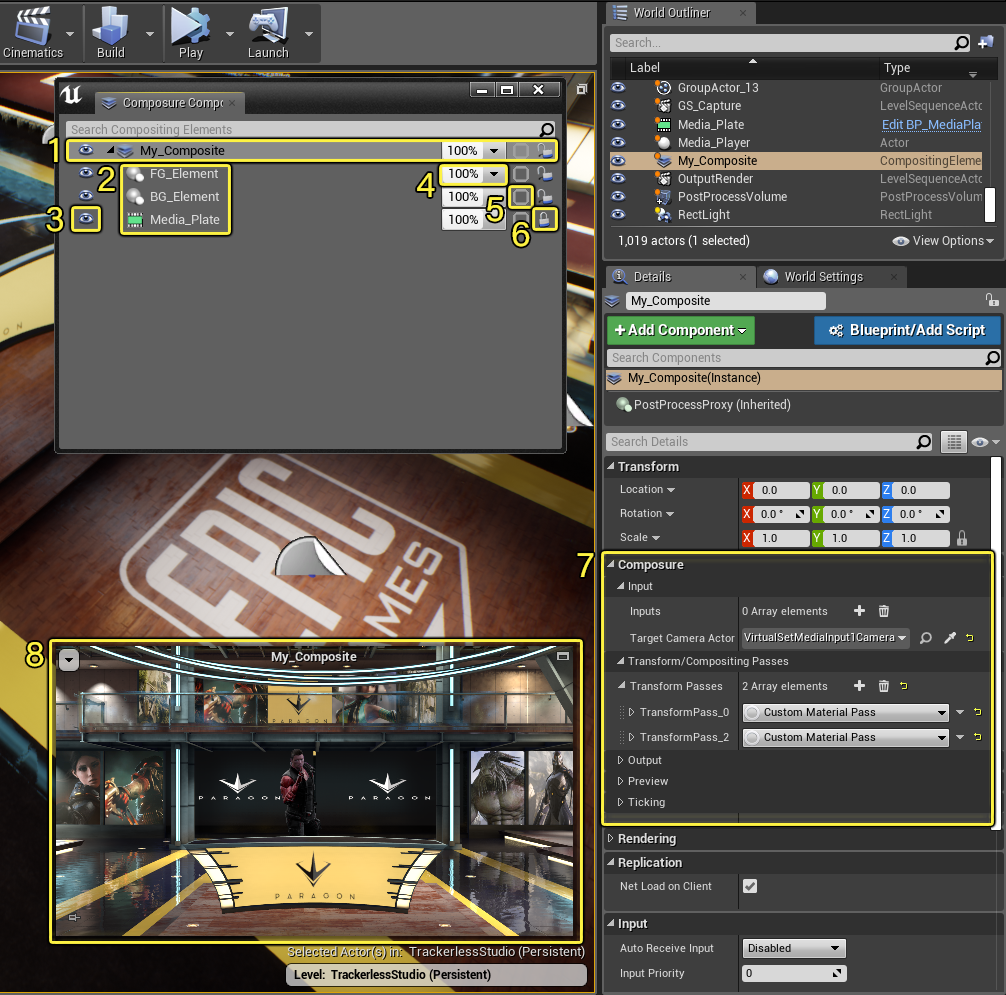 Cinematics
Build
Play
Launch
World Outliner
Search...
Label
Type
GroupActor_13
GroupActor
GS_Capture
LevelSequenceActo
Media_Plate
Edit BP_MediaPla
Media_Player
Actor
My_Composite
CompositingEleme
OutputRender
LevelSequenceActo
PostProcessVolume
PostProcessVolum
RectLight
RectLight
1,019 actors (1 selected)
View Options
Composure Compo
Search Compositing Elements
1
My_Composite
100%
2
FG_Element
4
100%
BG_Element
100%
5
3
Media_Plate
100%
6
Details
World Settings
My_Composite
+Add Component
Blueprint/Add Script
Search Components
My_Composite(Instance)
PostProcessProxy (Inherited)
Search Details
Transform
Location
X 0.0
Y 0.0
Z 0.0
Rotation
X 0.0 °
Y 0.0 °
Z 0.0 °
Scale
X 1.0
Y 1.0
Z 1.0
7
Composure
Input
Inputs
0 Array elements
Target Camera Actor
VirtualSetMediaInput1Camera
Transform/Compositing Passes
Transform Passes
2 Array elements
TransformPass_0
Custom Material Pass
TransformPass_2
Custom Material Pass
Output
Preview
Ticking
Rendering
Replication
Net Load on Client
Input
Auto Receive Input
Disabled
Input Priority
0
EPIC
GAMES
8
My_Composite
PARAGON
PARAGON
PARAGON
PARAGON
Selected Actor(s) in: TrackerlessStudio (Persistent)
Level: TrackerlessStudio (Persistent)